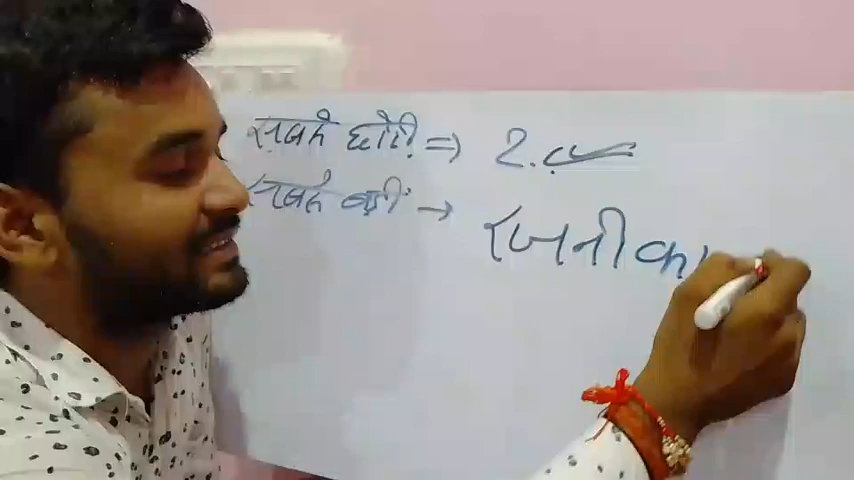 सबसे छोटी ⇒ 2.
सबसे बड़ी → रजनीका